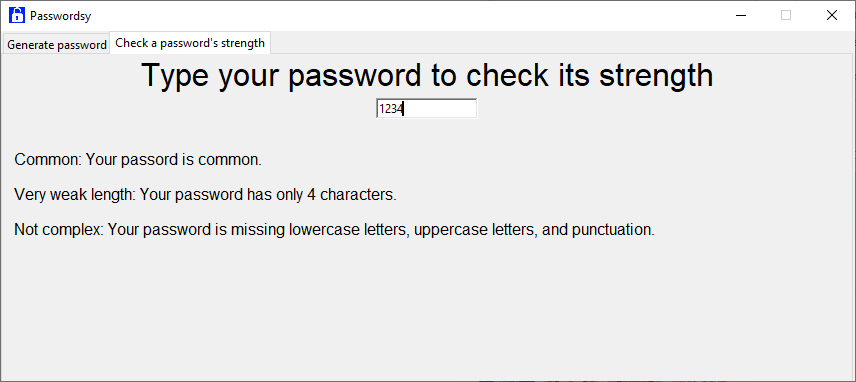 Passwordsy
Generate password
Check a password's strength
Type your password to check its strength
1234
Common: Your passord is common.
Very weak length: Your password has only 4 characters.
Not complex: Your password is missing lowercase letters, uppercase letters, and punctuation.